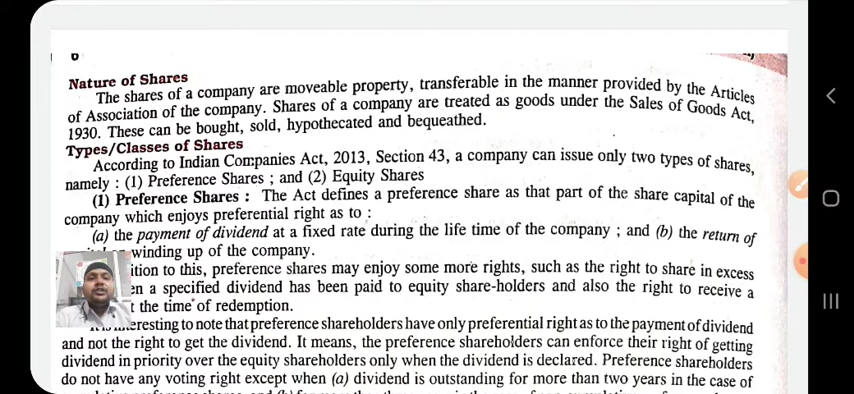 6
Nature of Shares
The shares of a company are moveable property, transferable in the manner provided by the Articles
of Association of the company. Shares of a company are treated as goods under the Sales of Goods Act,
1930. These can be bought, sold, hypothecated and bequeathed.
Types/Classes of Shares
According to Indian Companies Act, 2013, Section 43, a company can issue only two types of shares,
namely : (1) Preference Shares ; and (2) Equity Shares
(1) Preference Shares : The Act defines a preference share as that part of the share capital of the
company which enjoys preferential right as to :
(a) the payment of dividend at a fixed rate during the life time of the company ; and (b) the return of
winding up of the company.
ition to this, preference shares may enjoy some more rights, such as the right to share in excess
en a specified dividend has been paid to equity share-holders and also the right to receive a
t the time of redemption.
It is interesting to note that preference shareholders have only preferential right as to the payment of dividend
and not the right to get the dividend. It means, the preference shareholders can enforce their right of getting
dividend in priority over the equity shareholders only when the dividend is declared. Preference shareholders
do not have any voting right except when (a) dividend is outstanding for more than two years in the case of